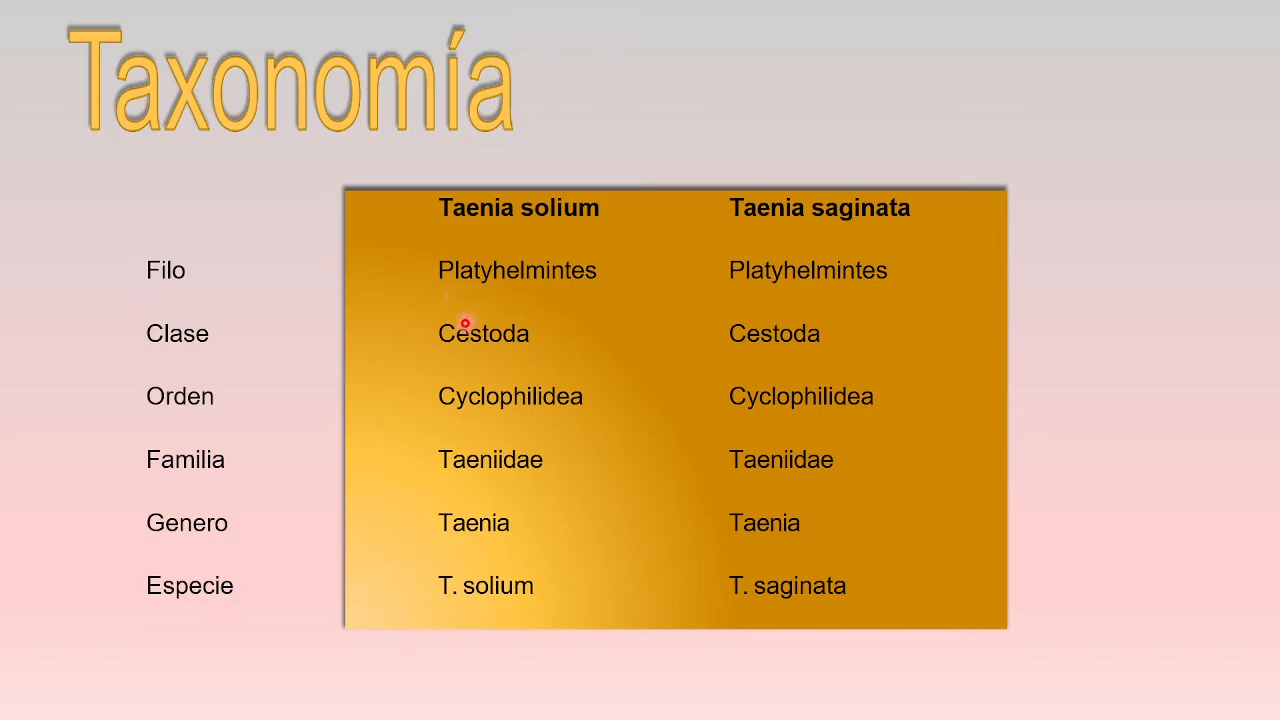 Taxonomía
Taenia solium Taenia saginata
Filo Platyhelmintes Platyhelmintes
Clase Cestoda Cestoda
Orden Cyclophilidea Cyclophilidea
Familia Taeniidae Taeniidae
Genero Taenia Taenia
Especie T. solium T. saginata